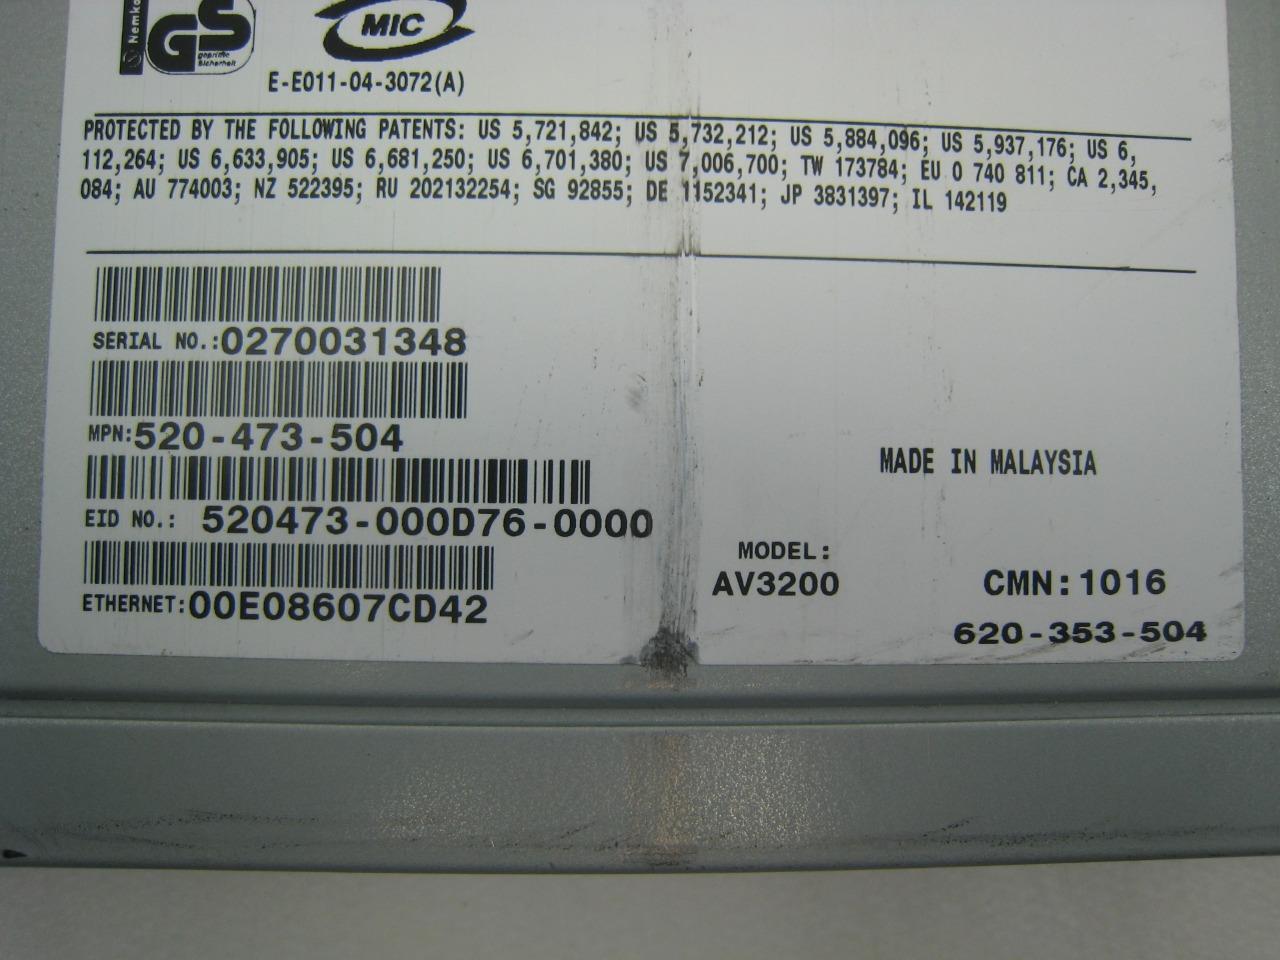 Nemko
GS
geprüfte
Sicherheit
MIC
E-E011-04-3072(A)
PROTECTED BY THE FOLLOWING PATENTS: US 5,721,842; US 5,732,212; US 5,884,096; US 5,937,176; US 6,
112,264; US 6,633,905; US 6,681,250; US 6,701,380; US 7,006,700; TW 173784; EU 0 740 811; CA 2,345,
084; AU 774003; NZ 522395; RU 202132254; SG 92855; DE 1152341; JP 3831397; IL 142119
SERIAL NO.:0270031348
MPN:520-473-504
EID NO.: 520473-000D76-0000
ETHERNET:00E08607CD42
MADE IN MALAYSIA
MODEL:
AV3200
CMN:1016
620-353-504